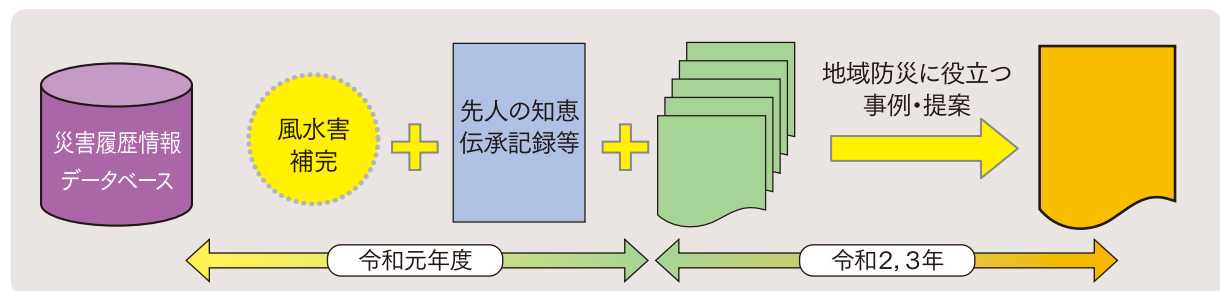 災害履歴情報
データベース
風水害
補完
先人の知恵
伝承記録等
地域防災に役立つ
事例・提案
令和元年度
令和2，3年